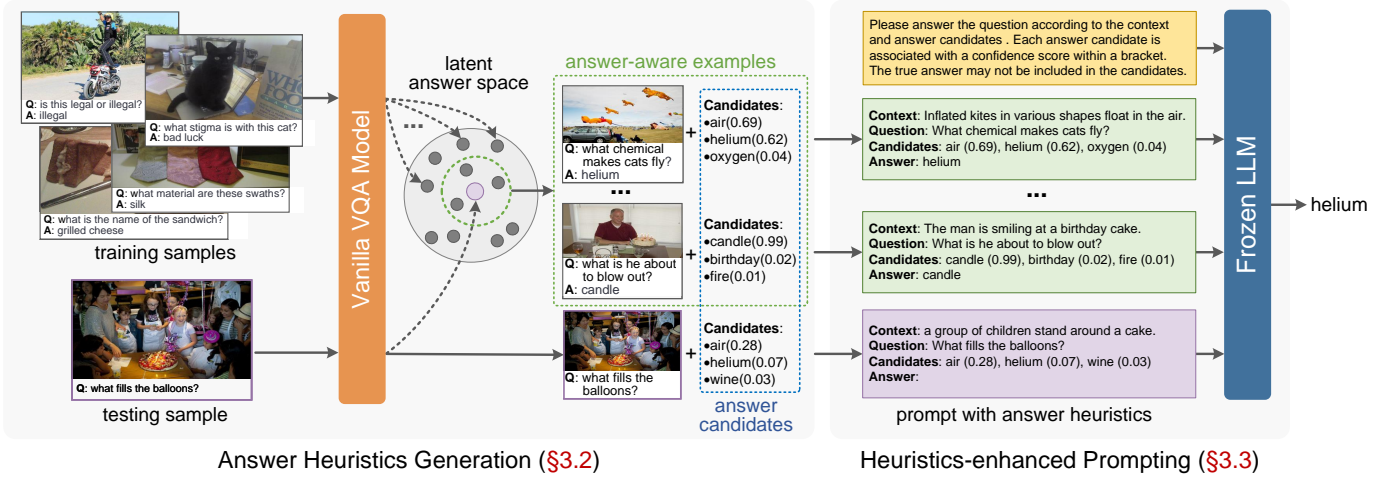 Q: is this legal or illegal?
A: illegal
WHO
FOO
Q: what stigma is with this cat?
A: bad luck
Q: what material are these swaths?
A: silk
Q: what is the name of the sandwich?
A: grilled cheese
training samples
Q: what fills the balloons?
testing sample
Vanilla VQA Model
latent
answer space
...
answer-aware examples
Q: what chemical
makes cats fly?
A: helium
+
Candidates:
•air(0.69)
•helium(0.62)
•oxygen(0.04)
...
Q: what is he about
to blow out?
A: candle
+
Candidates:
•candle(0.99)
•birthday(0.02)
•fire(0.01)
Q: what fills the
balloons?
+
Candidates:
•air(0.28)
•helium(0.07)
•wine(0.03)
answer
candidates
Answer Heuristics Generation (§3.2)
Please answer the question according to the context
and answer candidates . Each answer candidate is
associated with a confidence score within a bracket.
The true answer may not be included in the candidates.
Context: Inflated kites in various shapes float in the air.
Question: What chemical makes cats fly?
Candidates: air (0.69), helium (0.62), oxygen (0.04)
Answer: helium
...
Context: The man is smiling at a birthday cake.
Question: What is he about to blow out?
Candidates: candle (0.99), birthday (0.02), fire (0.01)
Answer: candle
Context: a group of children stand around a cake.
Question: What fills the balloons?
Candidates: air (0.28), helium (0.07), wine (0.03)
Answer:
prompt with answer heuristics
Frozen LLM
helium
Heuristics-enhanced Prompting (§3.3)